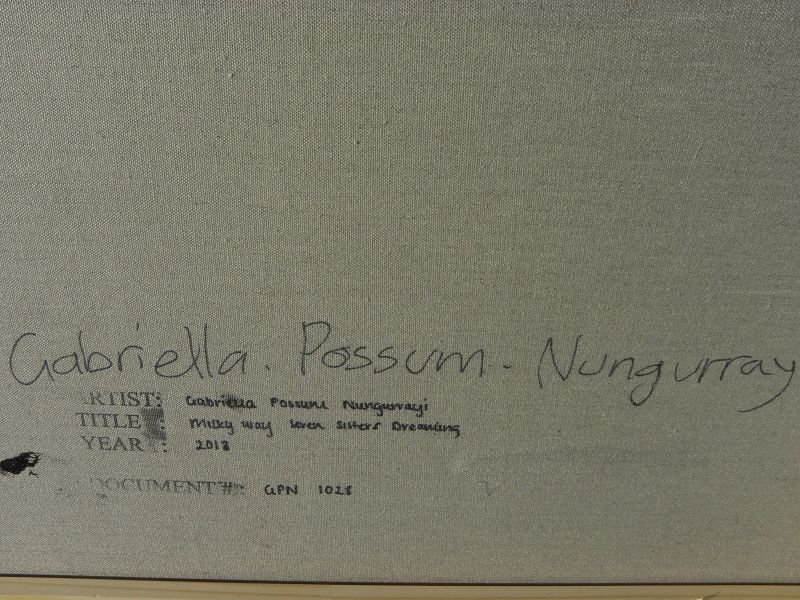 Gabriella. Possum. Nungurray
ARTIST: Gabriella Possum Nungurrayi
TITLE : Milky way Seven Sisters Dreaming
YEAR : 2018
DOCUMENT#: GPN 1028